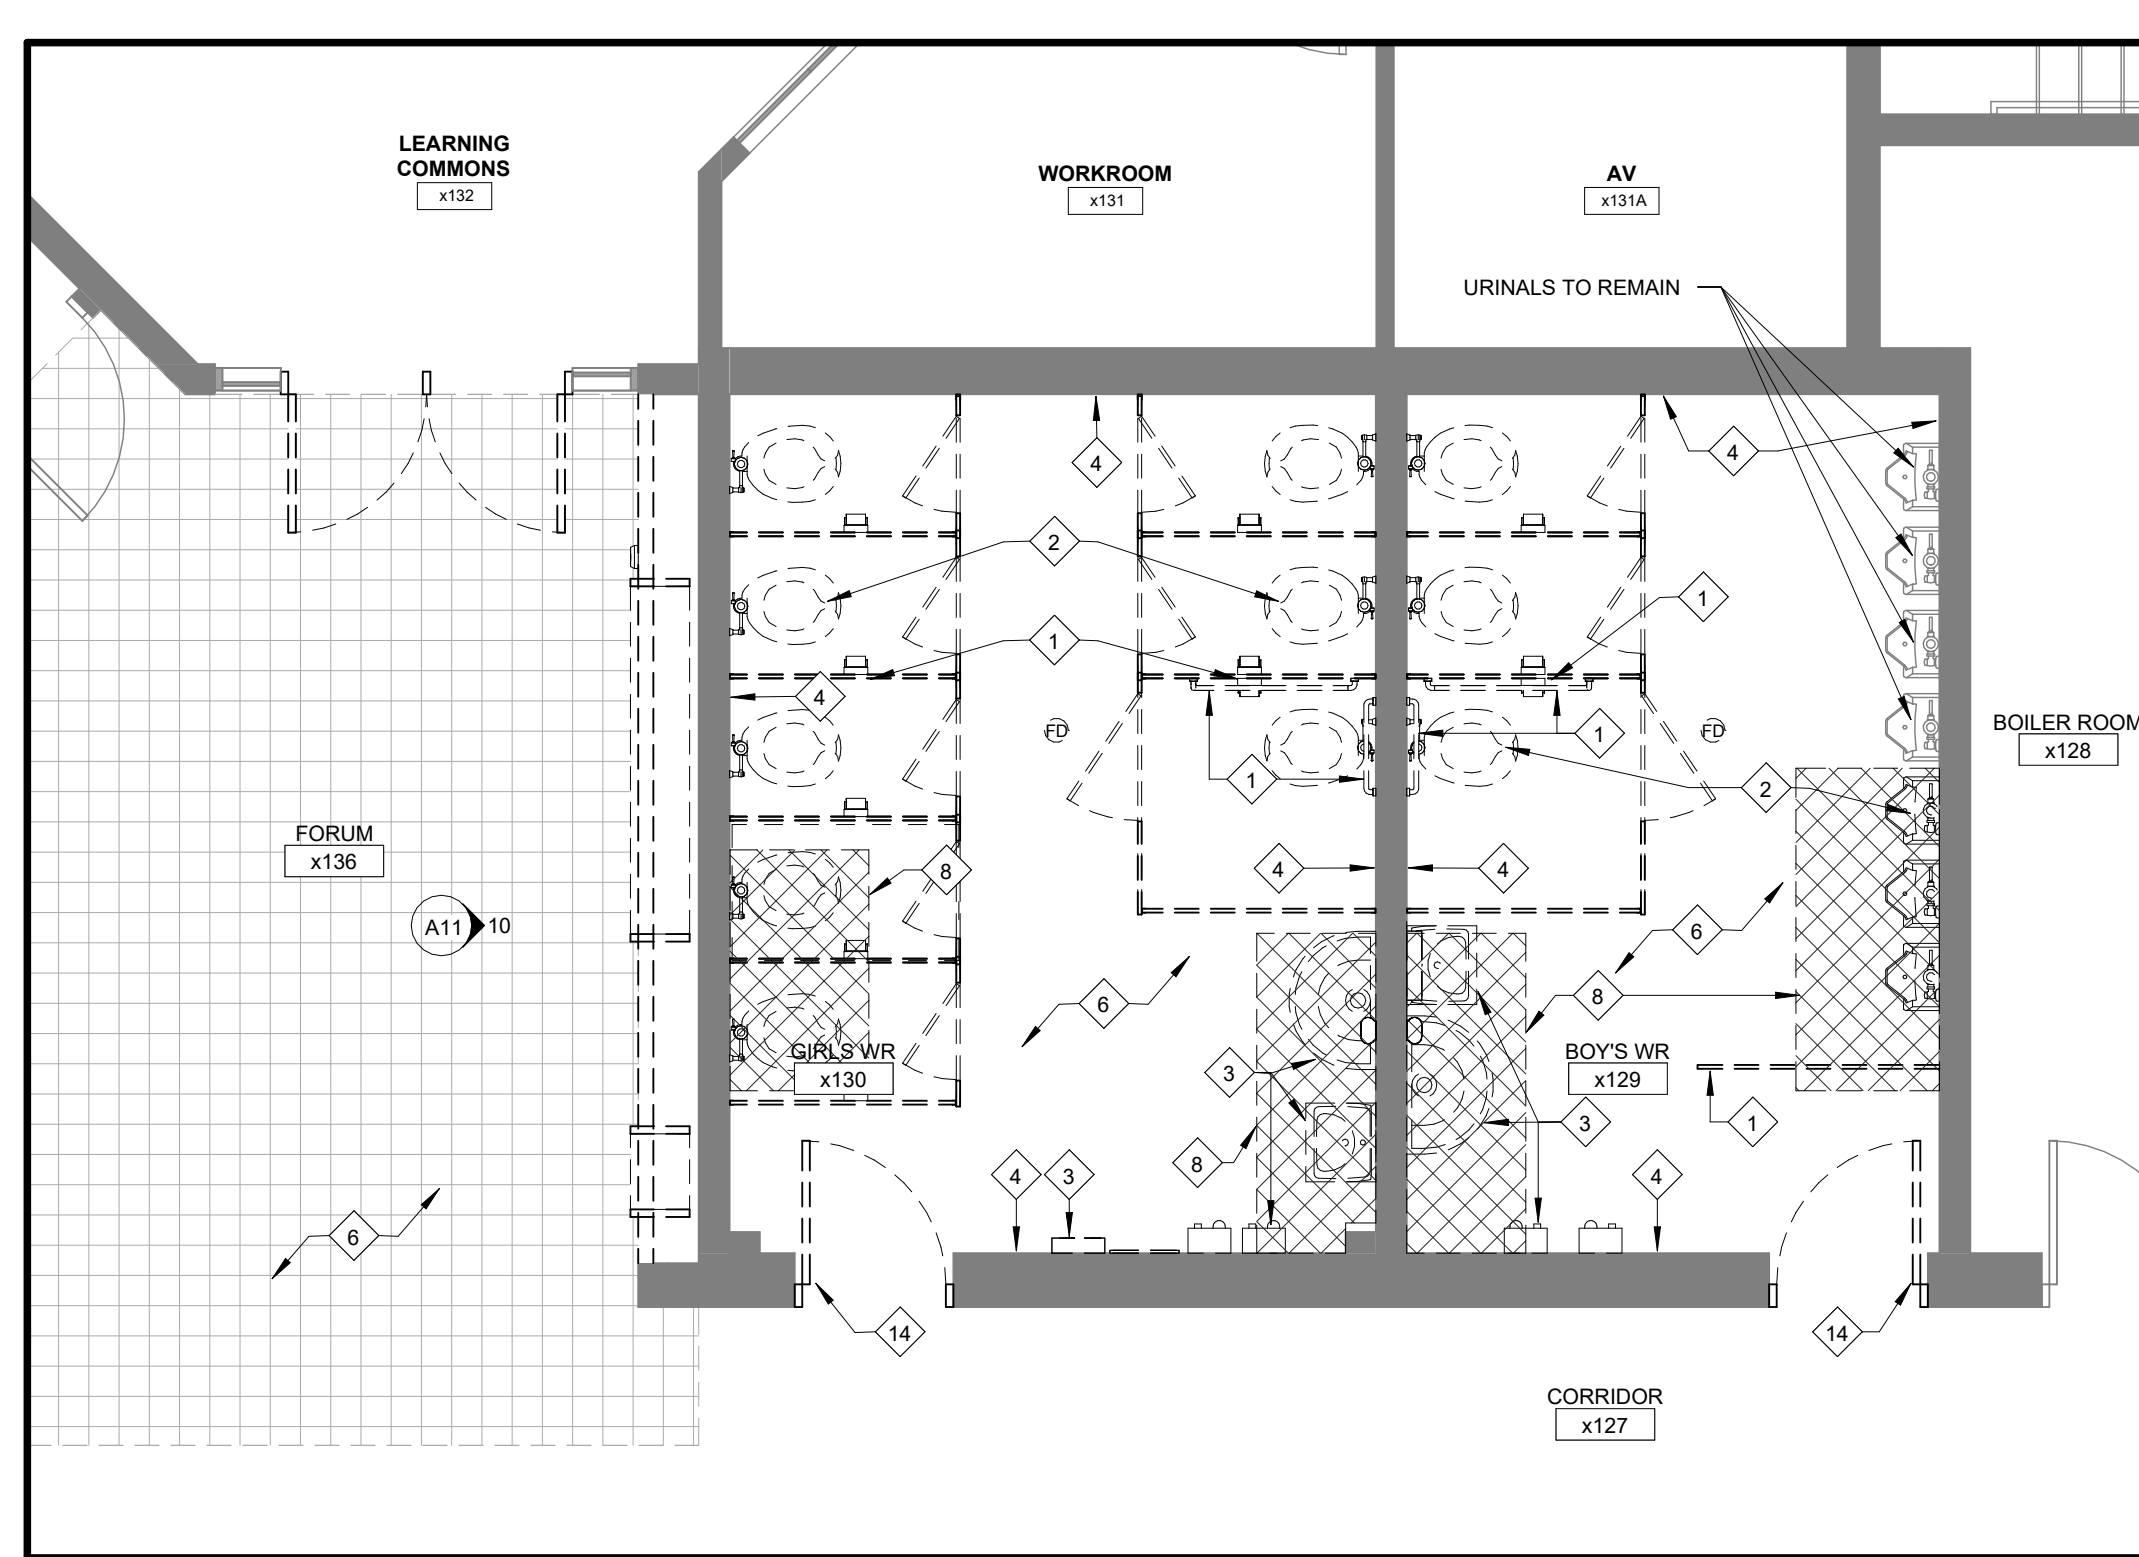 LEARNING
COMMONS
x132
WORKROOM
x131
AV
x131A
URINALS TO REMAIN
4
4
2
1
1
4
FD
FD
BOILER ROOM
x128
1
1
2
FORUM
x136
8
4
4
A11
10
6
6
8
GIRLS WR
x130
BOY'S WR
x129
3
3
1
8
4
3
4
6
14
14
CORRIDOR
x127